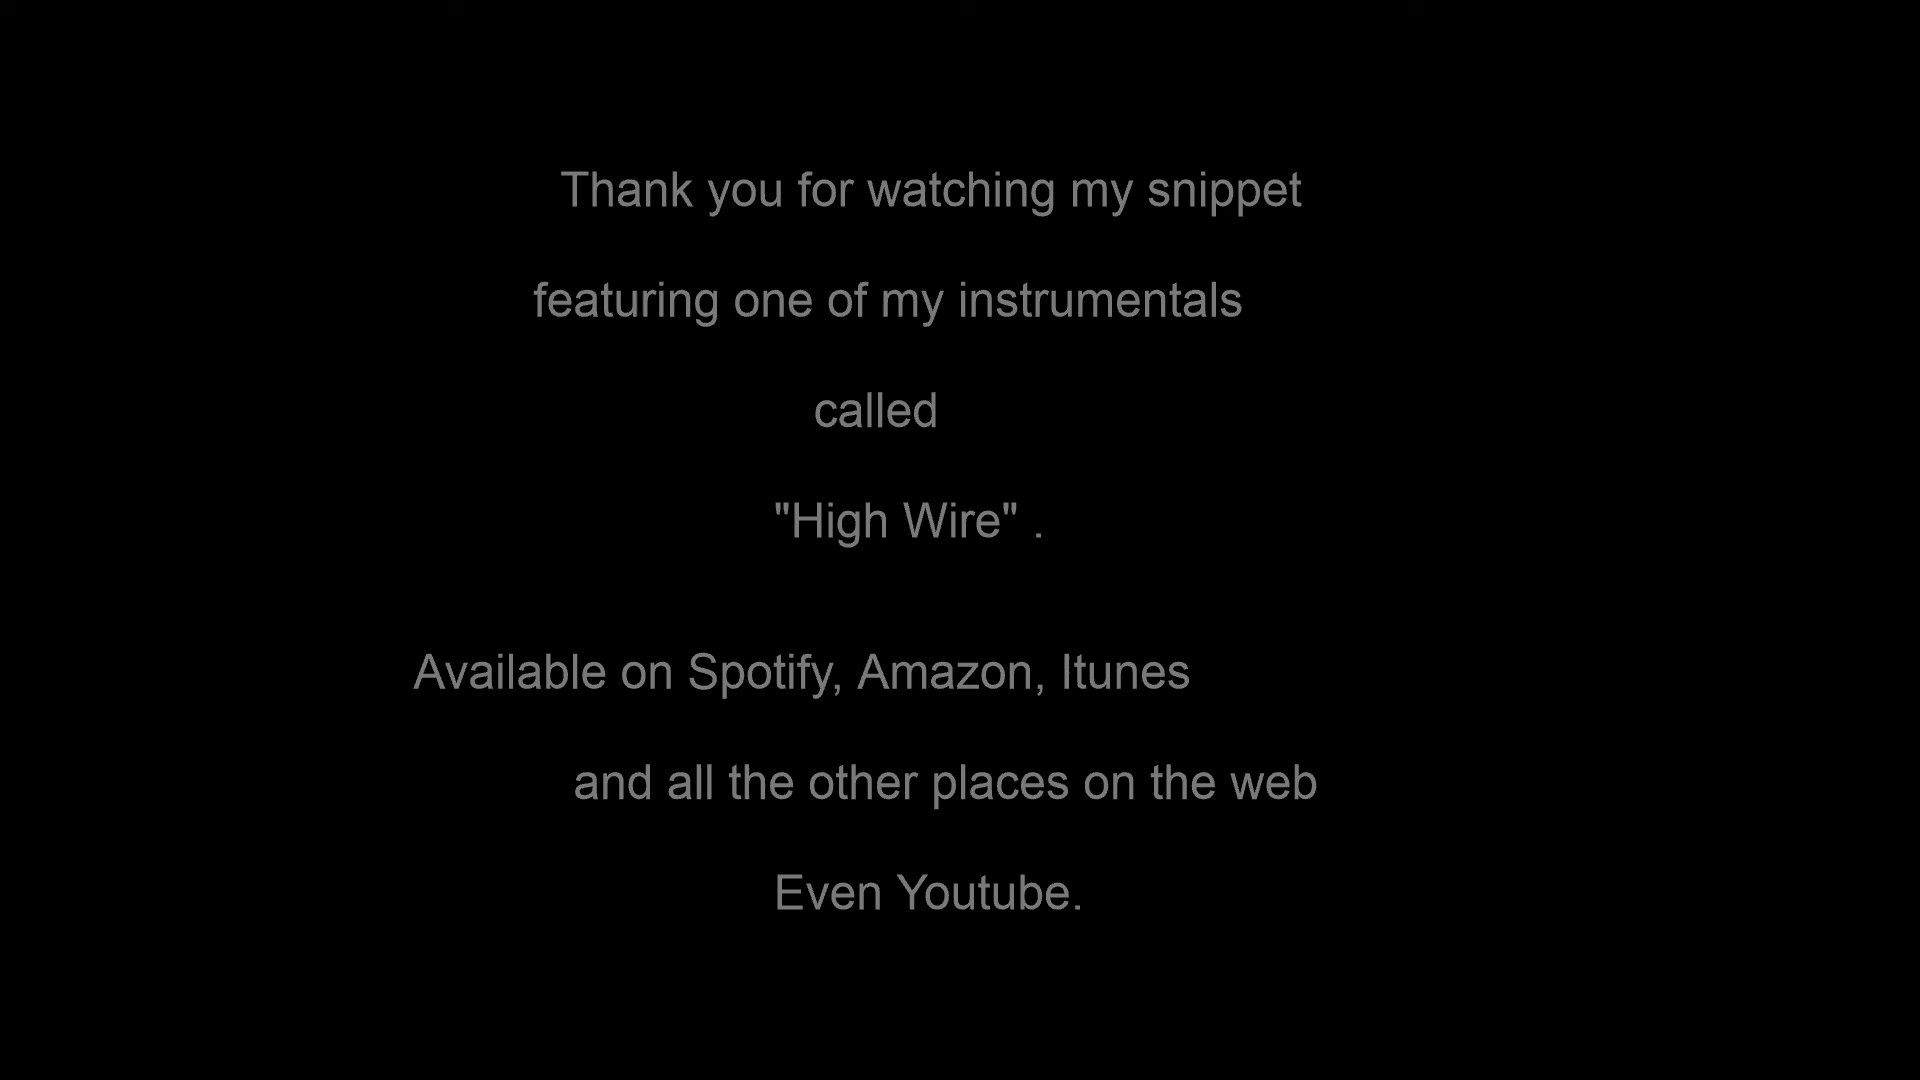 Thank you for watching my snippet
featuring one of my instrumentals
called
"High Wire" .
Available on Spotify, Amazon, Itunes
and all the other places on the web
Even Youtube.